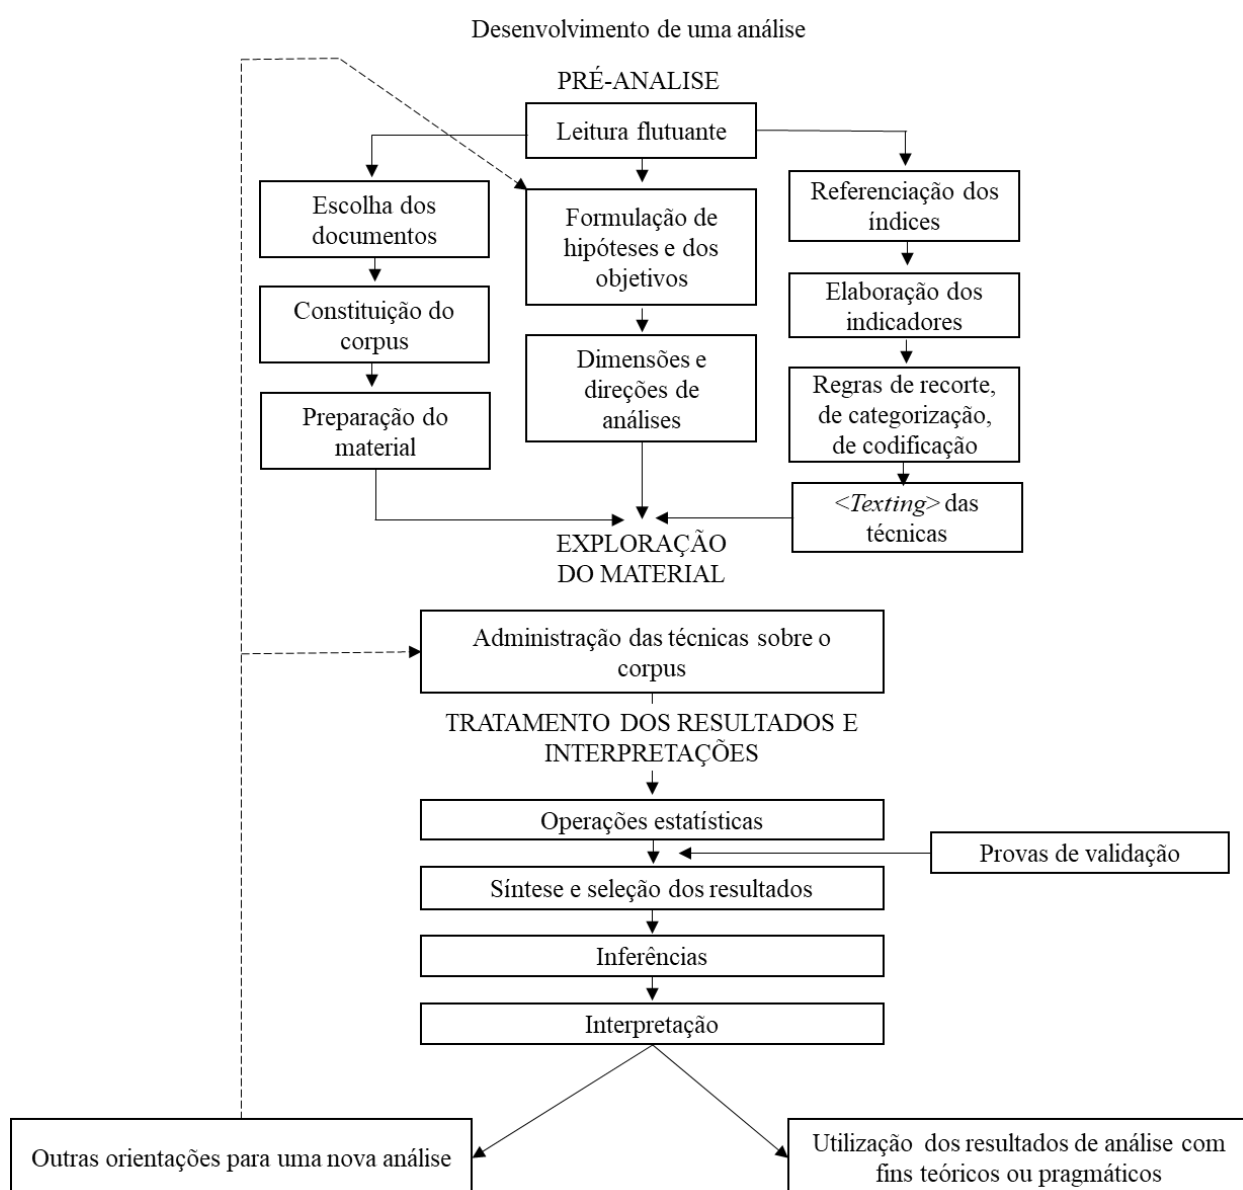 Desenvolvimento de uma análise
PRÉ-ANALISE
Leitura flutuante
Escolha dos
documentos
Constituição do
corpus
Preparação do
material
Formulação de
hipóteses e dos
objetivos
Dimensões e
direções de
análises
Referenciação dos
índices
Elaboração dos
indicadores
Regras de recorte,
de categorização,
de codificação
<Texting> das
técnicas
EXPLORAÇÃO
DO MATERIAL
Administração das técnicas sobre o
corpus
TRATAMENTO DOS RESULTADOS E
INTERPRETAÇÕES
Operações estatísticas
Provas de validação
Síntese e seleção dos resultados
Inferências
Interpretação
Outras orientações para uma nova análise
Utilização dos resultados de análise com
fins teóricos ou pragmáticos